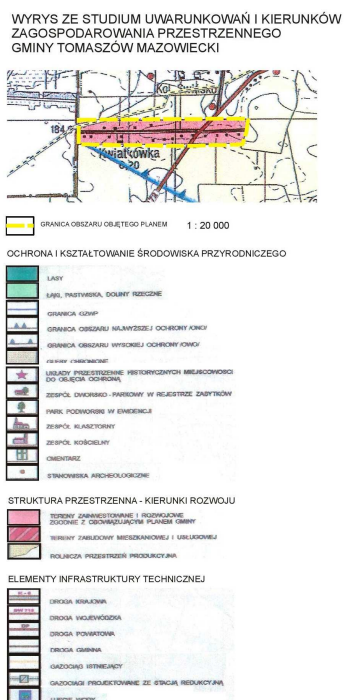 WYRYS ZE STUDIUM UWARUNKOWAŃ I KIERUNKÓW
ZAGOSPODAROWANIA PRZESTRZENNEGO
GMINY TOMASZÓW MAZOWIECKI
184
Kwiatkówka
GRANICA OBSZARU OBJĘTEGO PLANEM 1 : 20 000
OCHRONA I KSZTAŁTOWANIE ŚRODOWISKA PRZYRODNICZEGO
LASY
ŁĄKI, PASTWISKA, DOLINY RZECZNE
GRANICA GZWP
GRANICA OBSZARU NAJWYŻSZEJ OCHRONY /ONO/
GRANICA OBSZARU WYSOKIEJ OCHRONY /OWO/
GLEBY CHRONIONE
UKŁADY PRZESTRZENNE HISTORYCZNYCH MIEJSCOWOŚCI
DO OBJĘCIA OCHRONĄ
ZESPÓŁ DWORSKO - PARKOWY W REJESTRZE ZABYTKÓW
PARK PODWORSKI W EWIDENCJI
ZESPÓŁ KLASZTORNY
ZESPÓŁ KOŚCIELNY
CMENTARZ
STANOWISKA ARCHEOLOGICZNE
STRUKTURA PRZESTRZENNA - KIERUNKI ROZWOJU
TERENY ZAINWESTOWANE I ROZWOJOWE
ZGODNIE Z OBOWIĄZUJĄCYM PLANEM GMINY
TERENY ZABUDOWY MIESZKANIOWEJ I USŁUGOWEJ
ROLNICZA PRZESTRZEŃ PRODUKCYJNA
ELEMENTY INFRASTRUKTURY TECHNICZNEJ
DROGA KRAJOWA
DROGA WOJEWÓDZKA
DROGA POWIATOWA
DROGA GMINNA
GAZOCIĄG ISTNIEJĄCY
GAZOCIĄGI PROJEKTOWANE ZE STACJĄ REDUKCYJNĄ